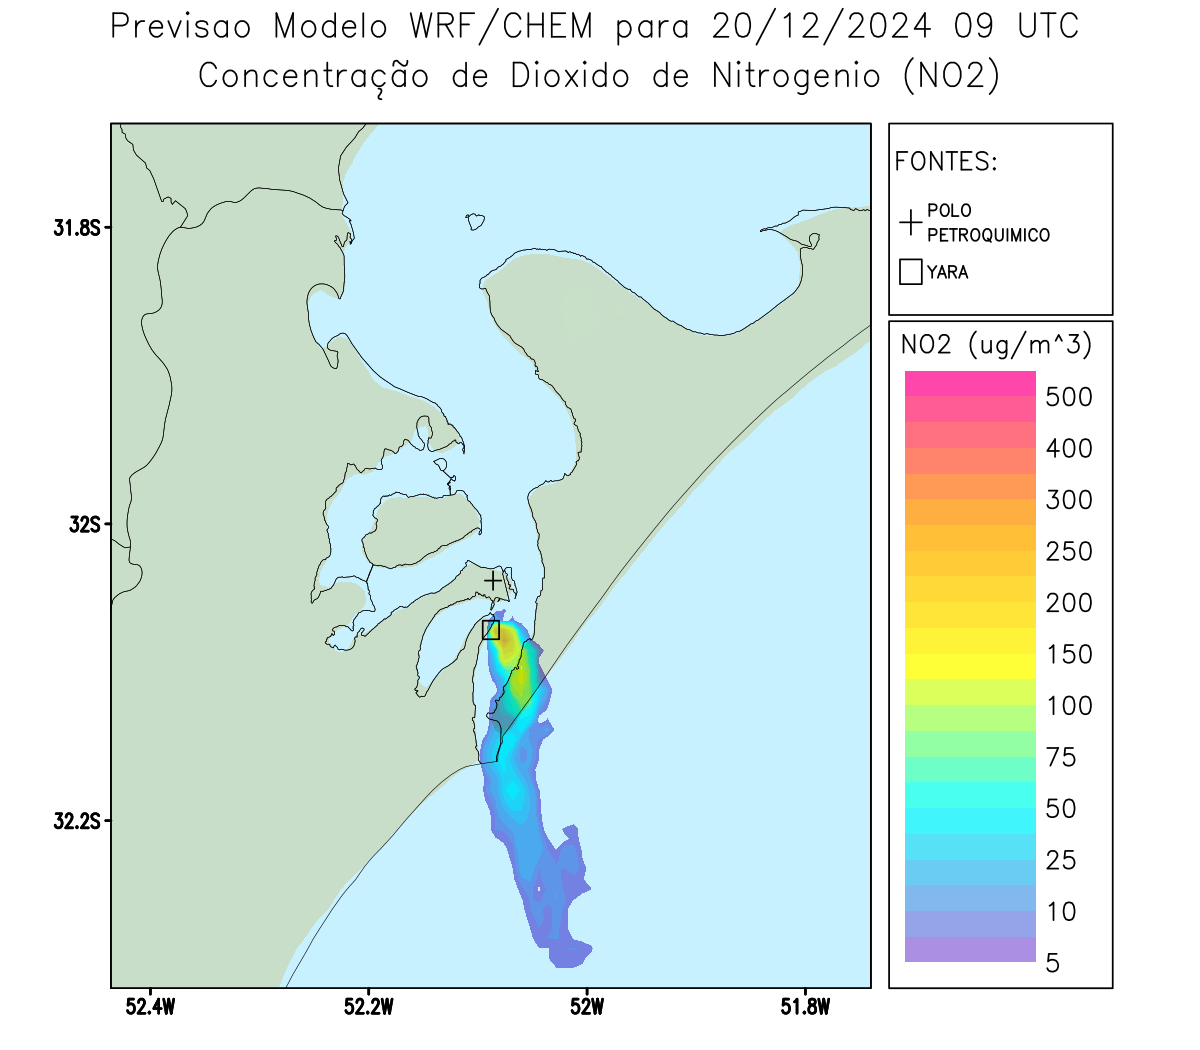 Previsao Modelo WRF/CHEM para 20/12/2024 09 UTC
Concentração de Dioxido de Nitrogenio (NO2)
FONTES:
POLO
PETROQUIMICO
YARA
NO2 (ug/m^3)
500
400
300
250
200
150
100
75
50
25
10
5
31.8S
32S
32.2S
52.4W
52.2W
52W
51.8W